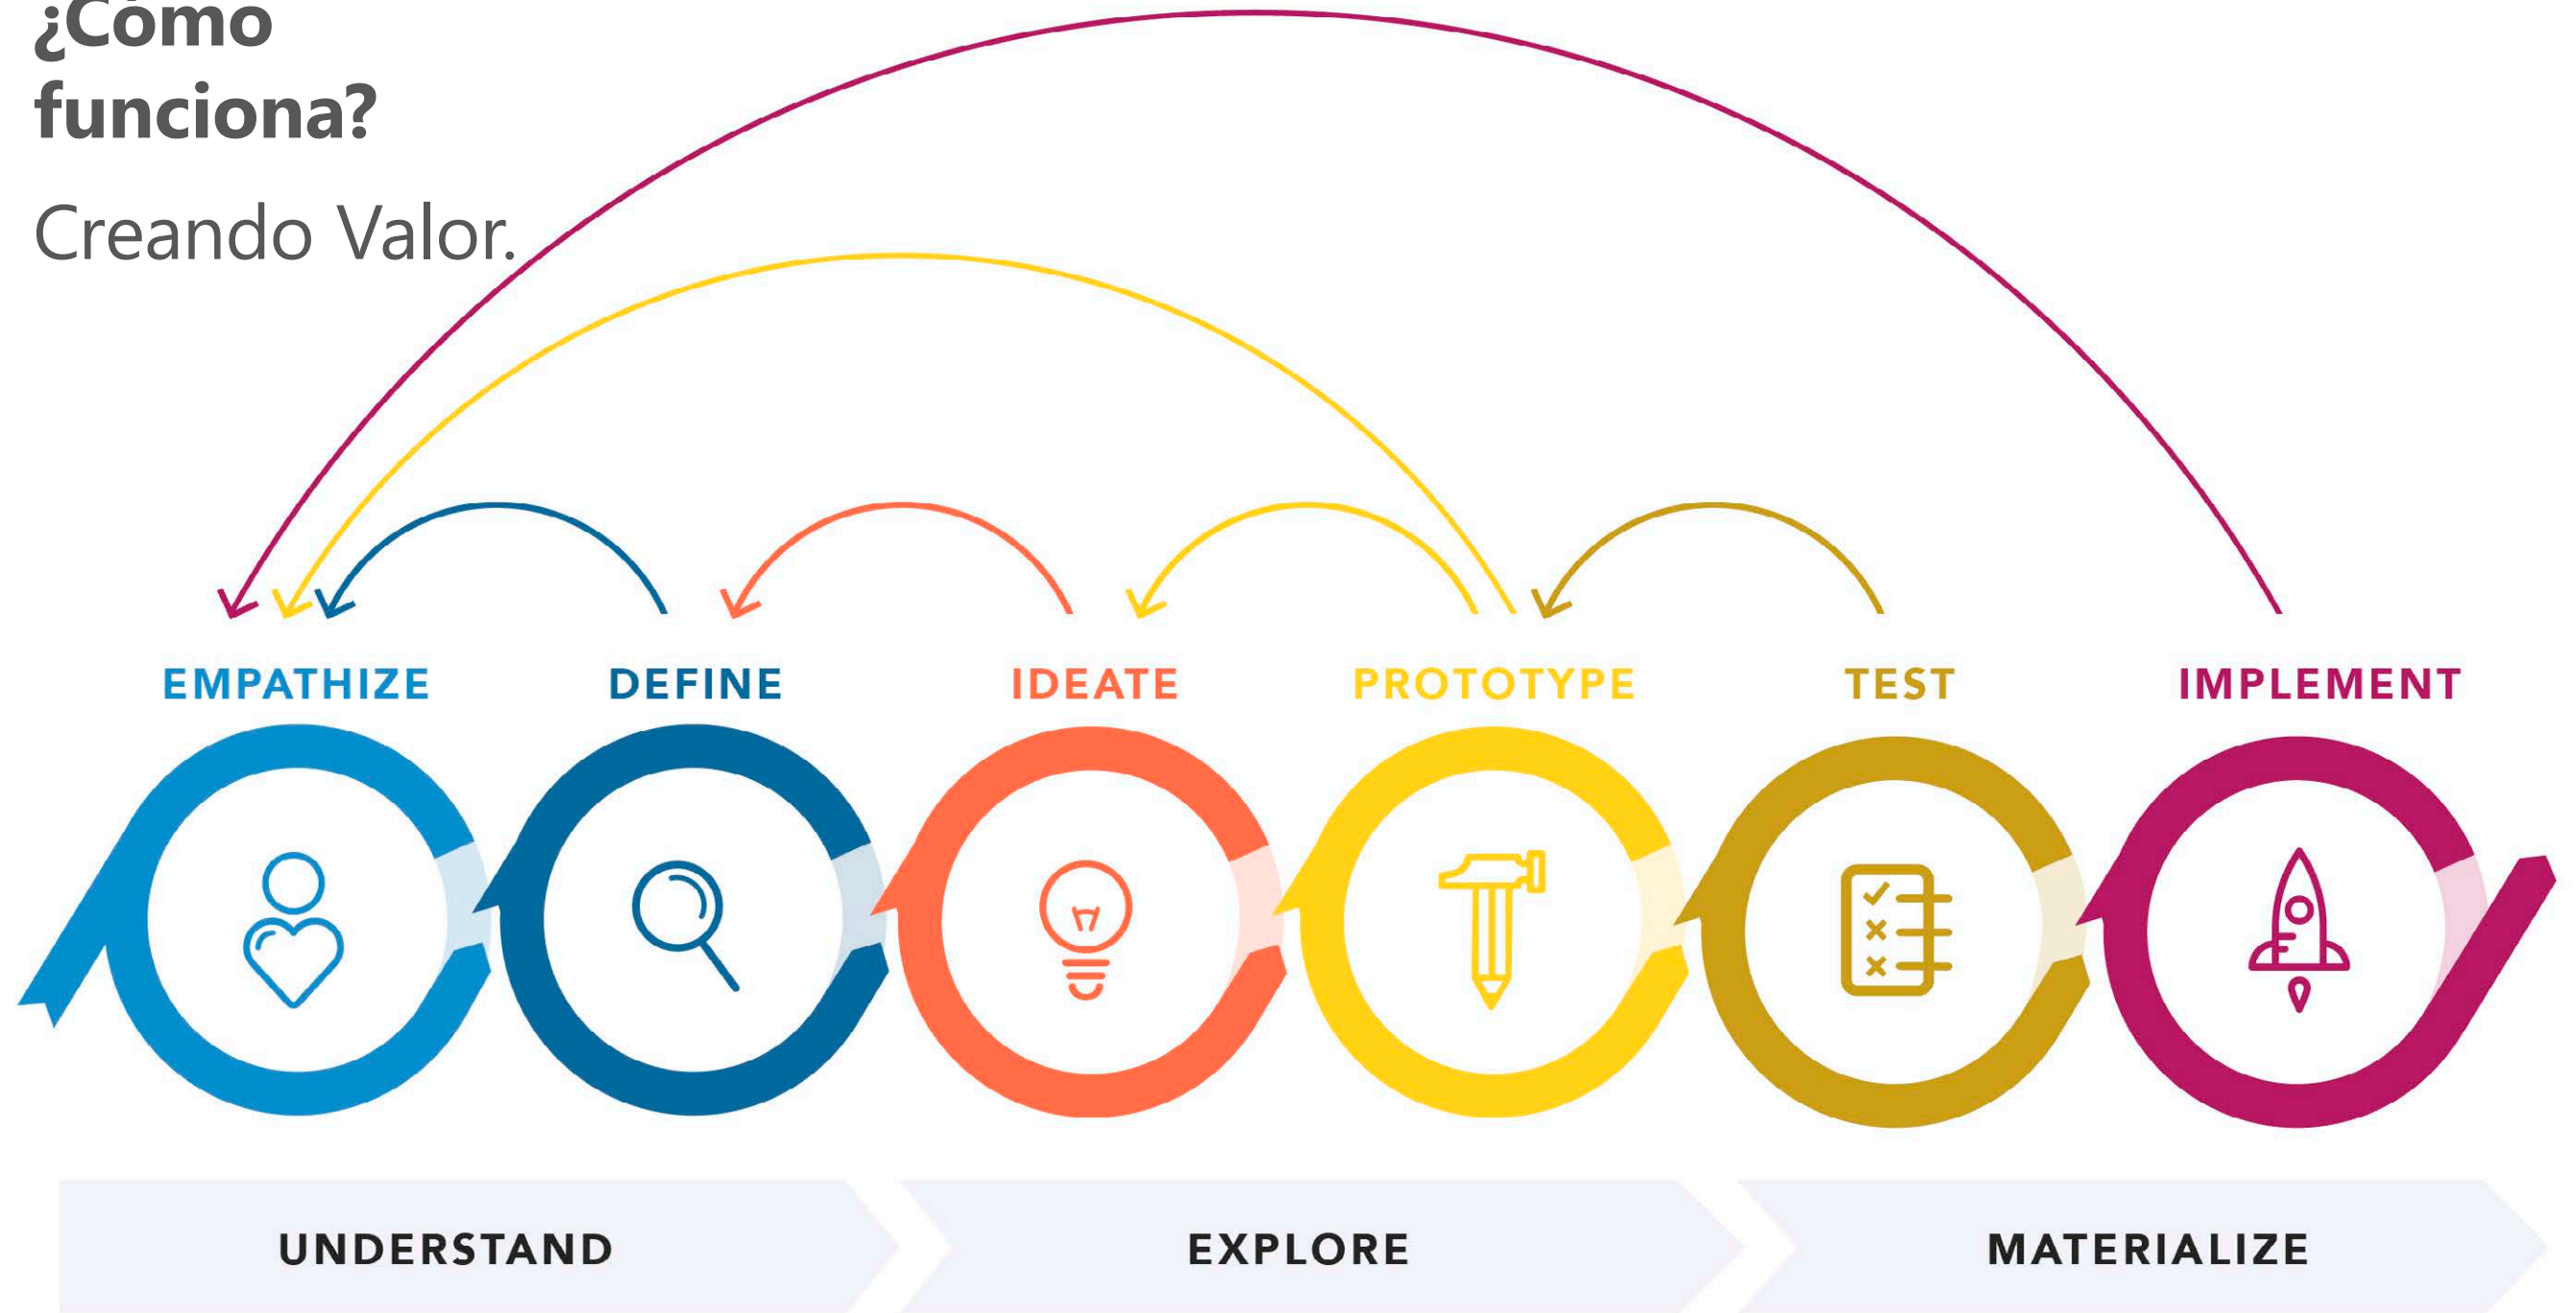 ¿Cómo
funciona?
Creando Valor.
EMPATHIZE
DEFINE
IDEATE
PROTOTYPE
TEST
IMPLEMENT
UNDERSTAND
EXPLORE
MATERIALIZE